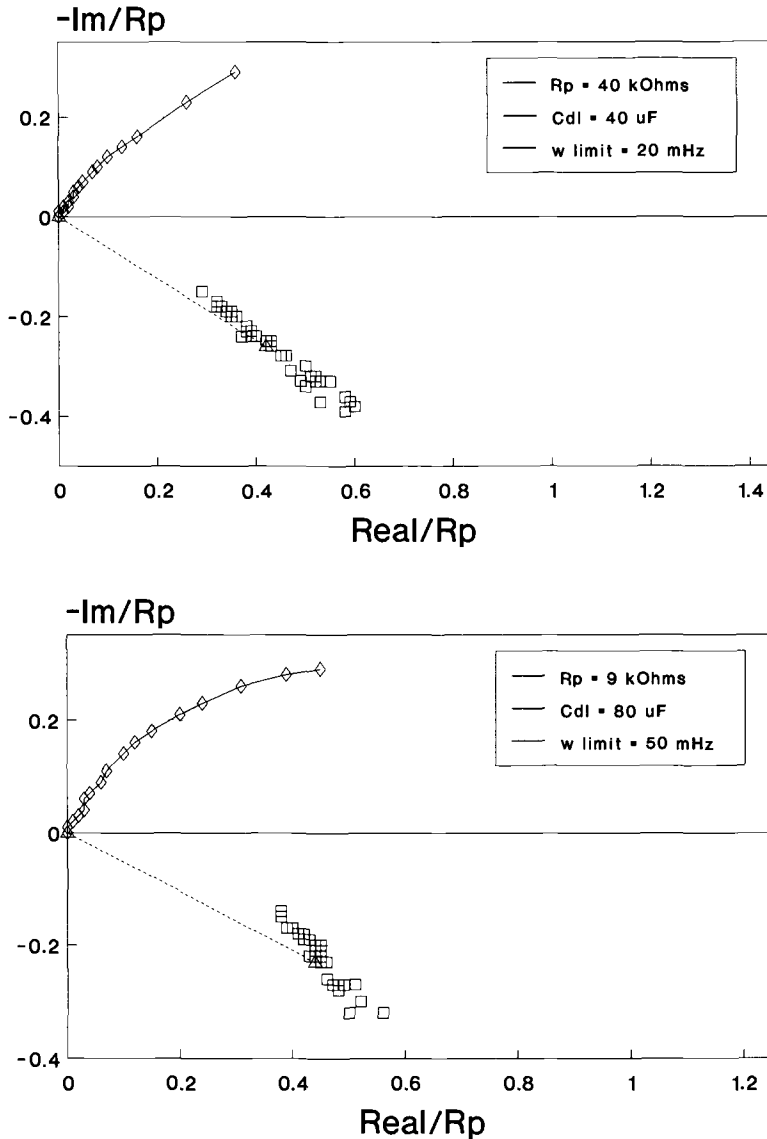 -Im/Rp
Rp = 40 kOhms
Cdl = 40 uF
w limit = 20 mHz
0.2
0
-0.2
-0.4
0 0.2 0.4 0.6 0.8 1 1.2 1.4
Real/Rp
-Im/Rp
Rp = 9 kOhms
Cdl = 80 uF
w limit = 50 mHz
0.2
0
-0.2
-0.4
0 0.2 0.4 0.6 0.8 1 1.2
Real/Rp